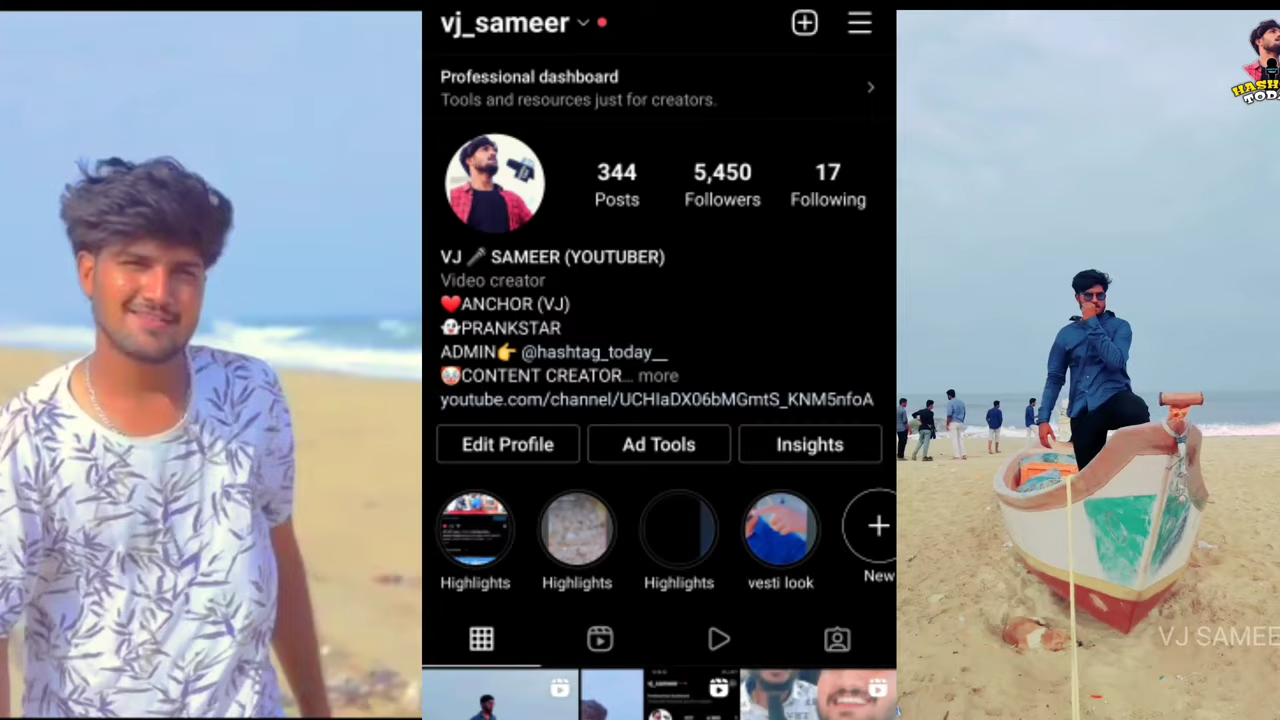 vj_sameer
Professional dashboard
Tools and resources just for creators.
344
Posts
5,450
Followers
17
Following
VJ 🎤 SAMEER (YOUTUBER)
Video creator
❤️ANCHOR (VJ)
👻PRANKSTAR
ADMIN👉 @hashtag_today__
🤡CONTENT CREATOR... more
youtube.com/channel/UCHIaDX06bMGmtS_KNM5nfoA
Edit Profile
Ad Tools
Insights
Highlights
Highlights
Highlights
vesti look
New
HASH
TODA
VJ SAMEE